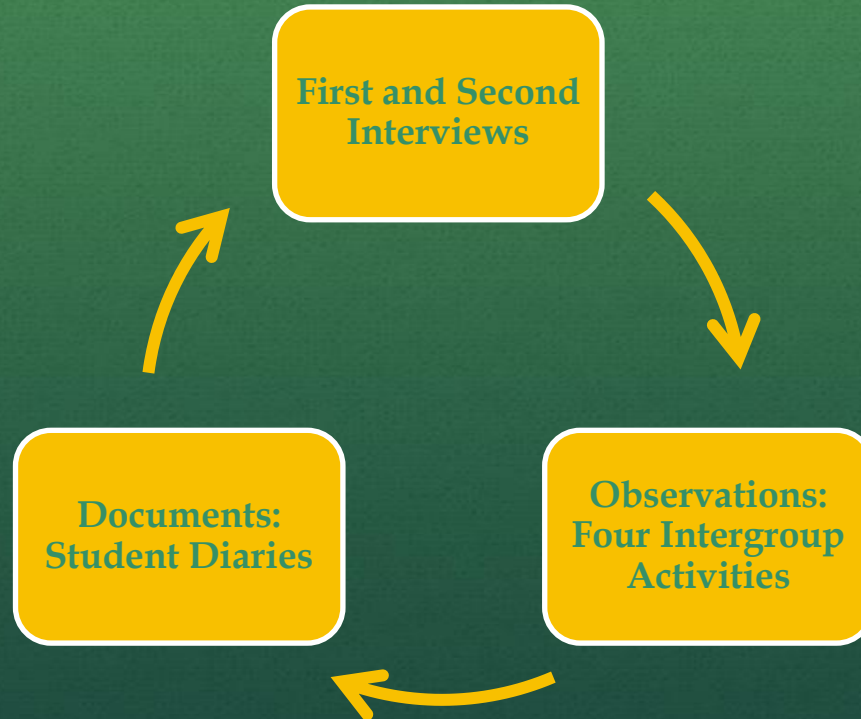 First and Second
Interviews
Observations:
Four Intergroup
Activities
Documents:
Student Diaries